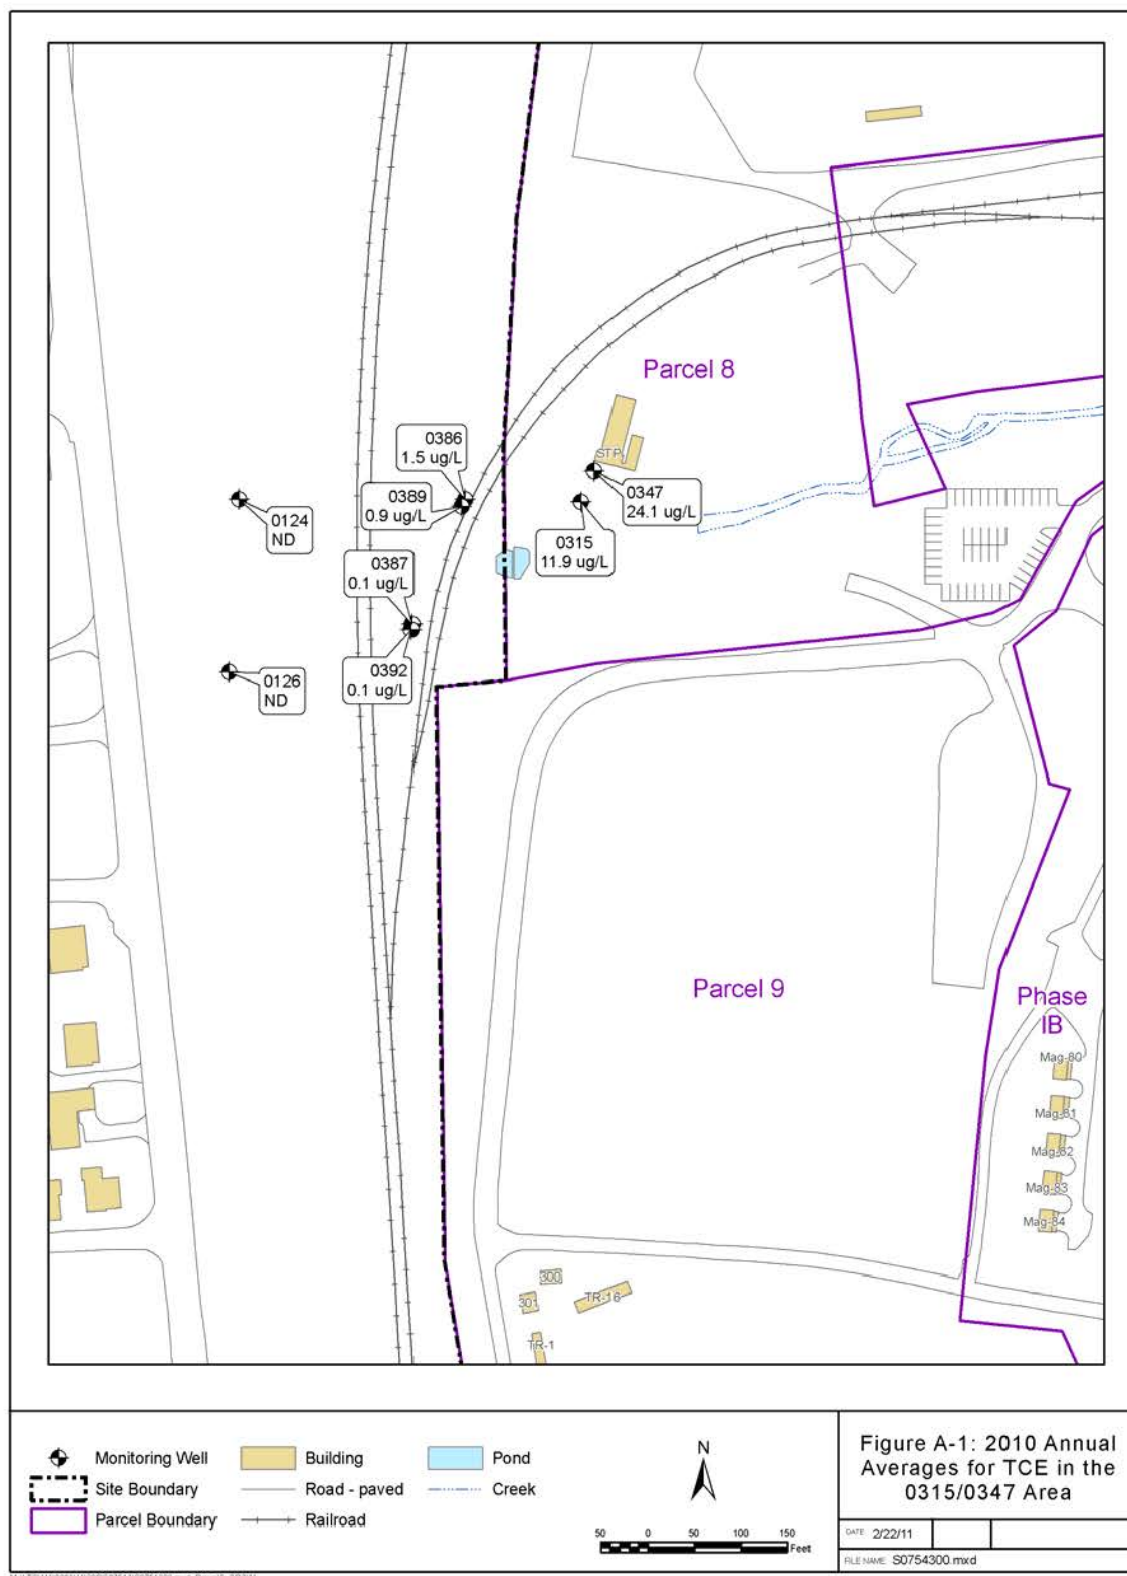 Parcel 8
0386
1.5 ug/L
STP
0389
0.9 ug/L
0347
24.1 ug/L
0124
ND
0315
11.9 ug/L
0387
0.1 ug/L
0392
0.1 ug/L
0126
ND
Parcel 9
Phase
IB
Mag-80
Mag-81
Mag-82
Mag-83
Mag-84
300
301
TR-16
TR-1
Monitoring Well
Building
Pond
Site Boundary
Road - paved
Creek
Parcel Boundary
Railroad
N
50 0 50 100 150
Feet
Figure A-1: 2010 Annual
Averages for TCE in the
0315/0347 Area
DATE 2/22/11
FILE NAME S0754300.mxd